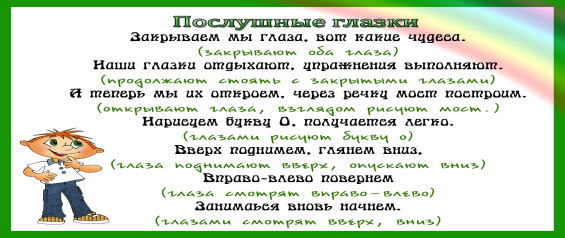 Послушные глазки
Закрываем мы глаза, вот какие чудеса.
(закрывают оба глаза)
Наши глазки отдыхают, упражнения выполняют.
(продолжают стоять с закрытыми глазами)
А теперь мы их откроем, через речку мост построим.
(открывают глаза, взглядом рисуют мост.)
Нарисуем букву О, получается легко.
(глазами рисуют букву о)
Вверх поднимем, глянем вниз,
(глаза поднимают вверх, опускают вниз)
Вправо-влево повернем
(глаза смотрят вправо-влево)
Заниматься вновь начнем.
(глазами смотрят вверх, вниз)